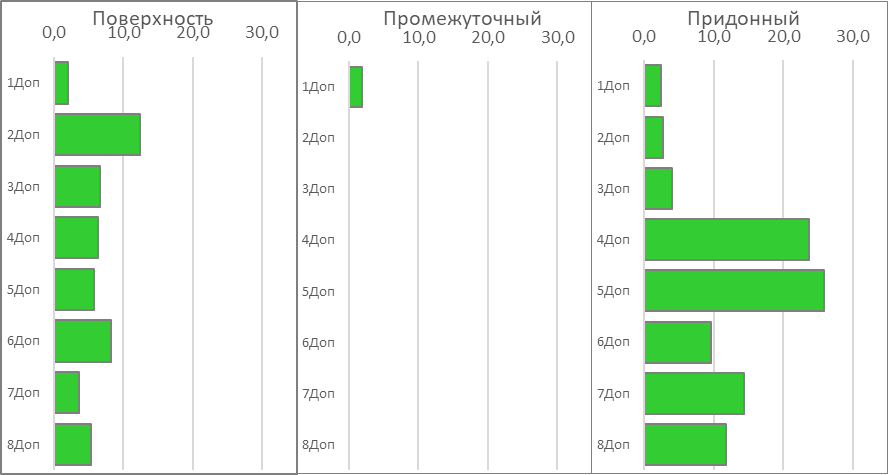 Поверхность
0,0 10,0 20,0 30,0
1Доп
2Доп
3Доп
4Доп
5Доп
6Доп
7Доп
8Доп
Промежуточный
0,0 10,0 20,0 30,0
1Доп
2Доп
3Доп
4Доп
5Доп
6Доп
7Доп
8Доп
Придонный
0,0 10,0 20,0 30,0
1Доп
2Доп
3Доп
4Доп
5Доп
6Доп
7Доп
8Доп